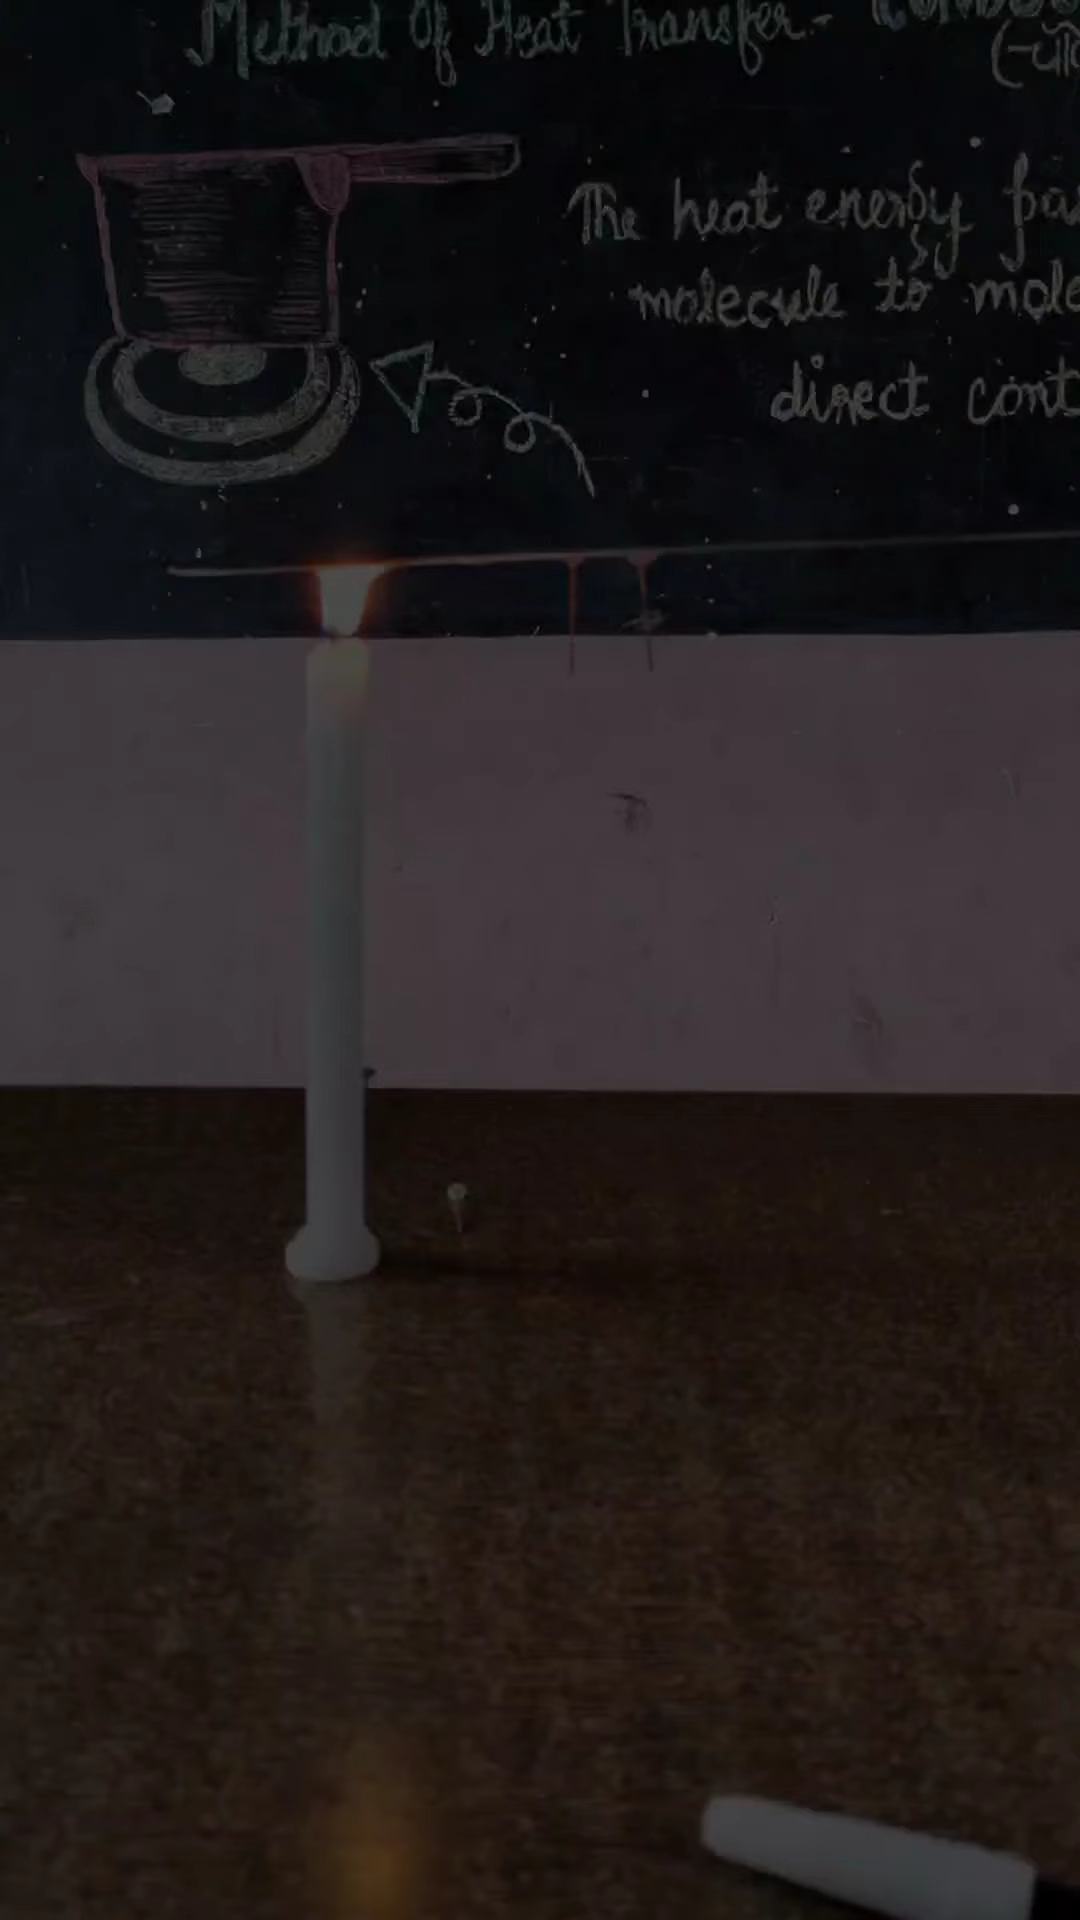 Method Of Heat Transfer-
The heat energy
molecule to
direct